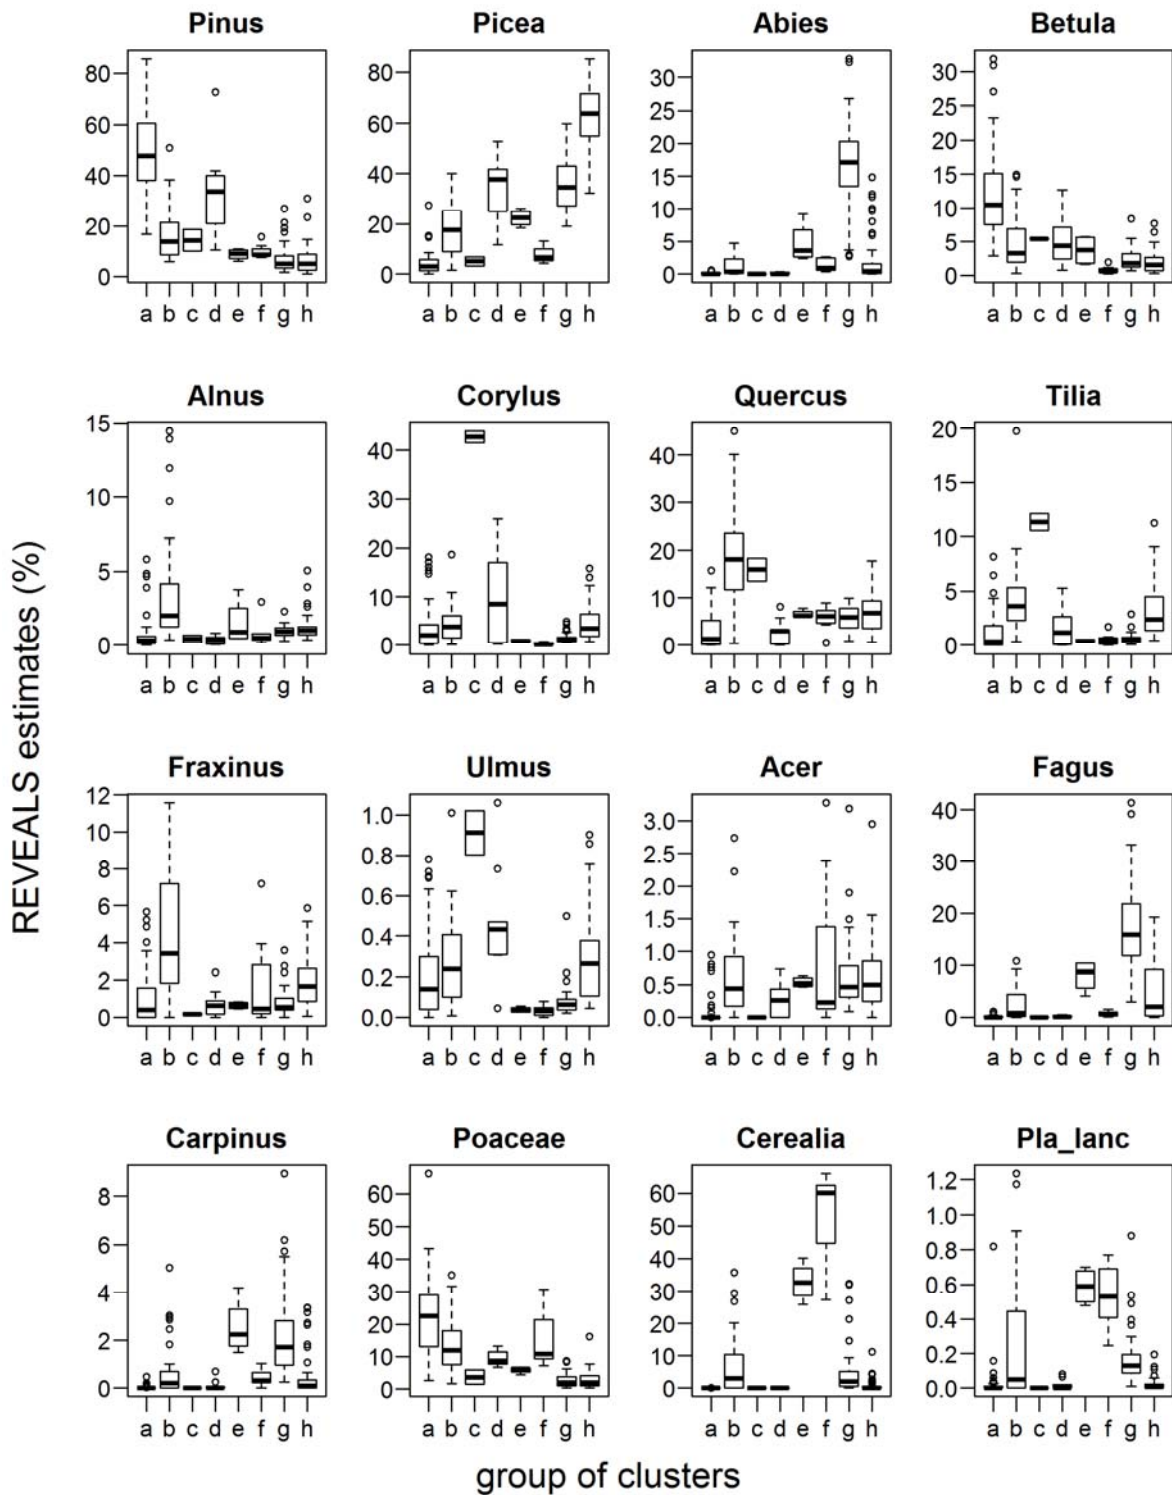 Pinus Picea Abies Betula
80 80 30 30
60 60 25 25
40 40 20 20
20 20 15 15
0 0 10 10
5 5
0 0
a b c d e f g h a b c d e f g h a b c d e f g h a b c d e f g h
Alnus Corylus Quercus Tilia
15 40 40 20
10 30 30 15
5 20 20 10
0 10 10 5
0 0 0
a b c d e f g h a b c d e f g h a b c d e f g h a b c d e f g h
REVEALS estimates (%)
Fraxinus Ulmus Acer Fagus
12 1.0 3.0 40
10 0.8 2.5 30
8 0.6 2.0 20
6 0.4 1.5 10
4 0.2 1.0 0
2 0.0 0.5
0 0.0
a b c d e f g h a b c d e f g h a b c d e f g h a b c d e f g h
Carpinus Poaceae Cerealia Pla_lanc
8 60 60 1.2
6 50 50 1.0
4 40 40 0.8
2 30 30 0.6
0 20 20 0.4
10 10 0.2
0 0 0.0
a b c d e f g h a b c d e f g h a b c d e f g h a b c d e f g h
group of clusters